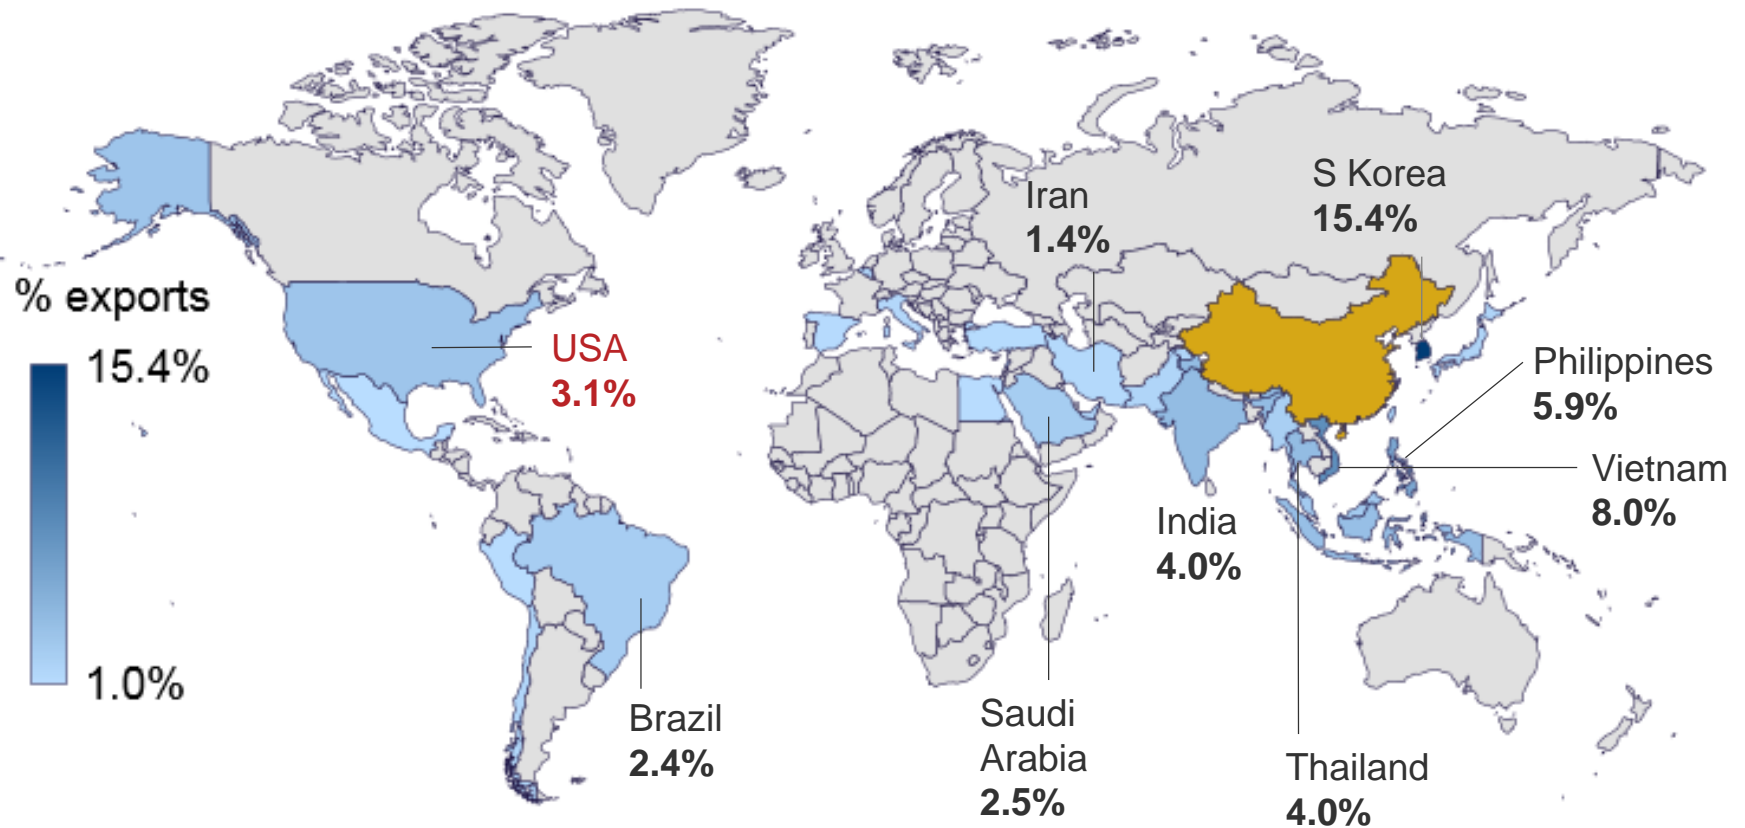 % exports
15.4%
1.0%
USA
3.1%
Brazil
2.4%
Iran
1.4%
S Korea
15.4%
Philippines
5.9%
Vietnam
8.0%
India
4.0%
Saudi
Arabia
2.5%
Thailand
4.0%